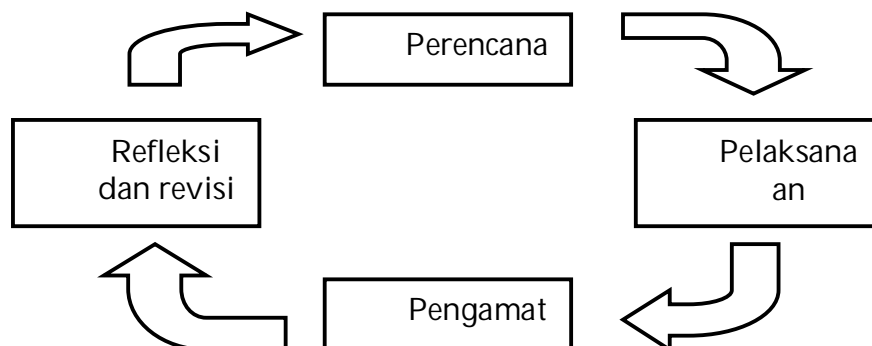 Perencana
Refleksi
dan revisi
Pelaksana
an
Pengamat